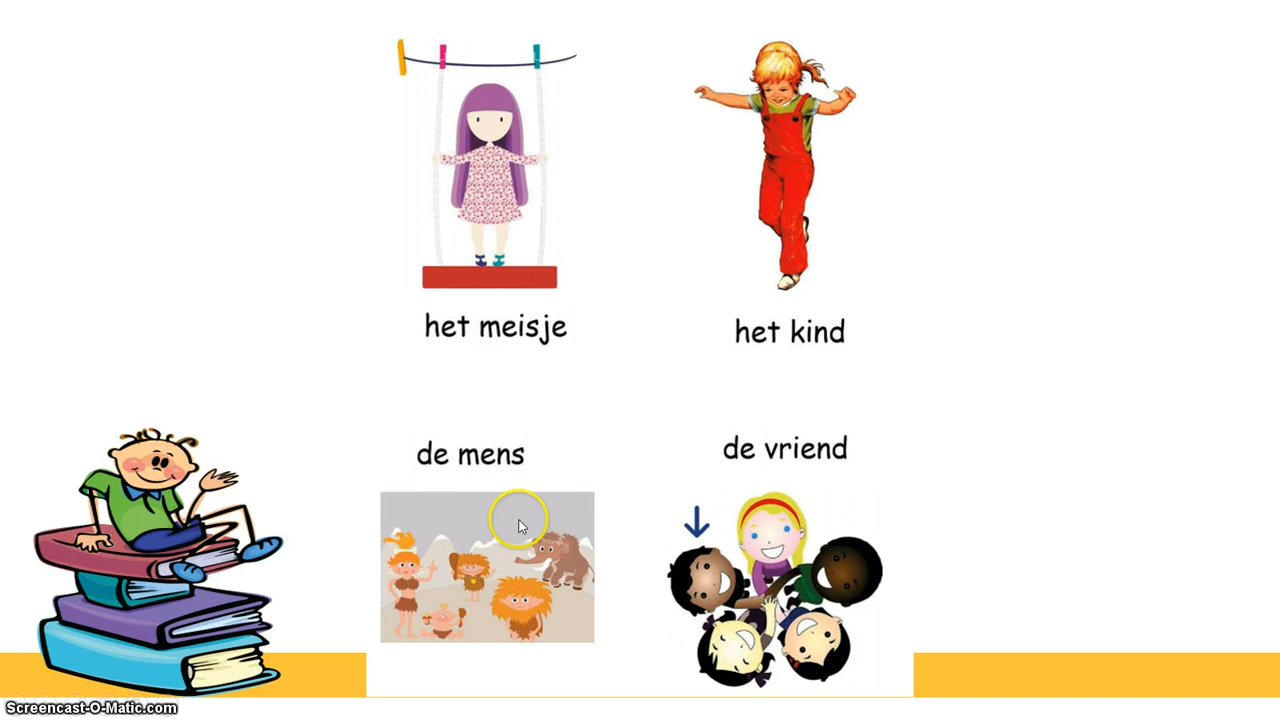 het meisje
het kind
de mens
de vriend
Screencast-O-Matic.com